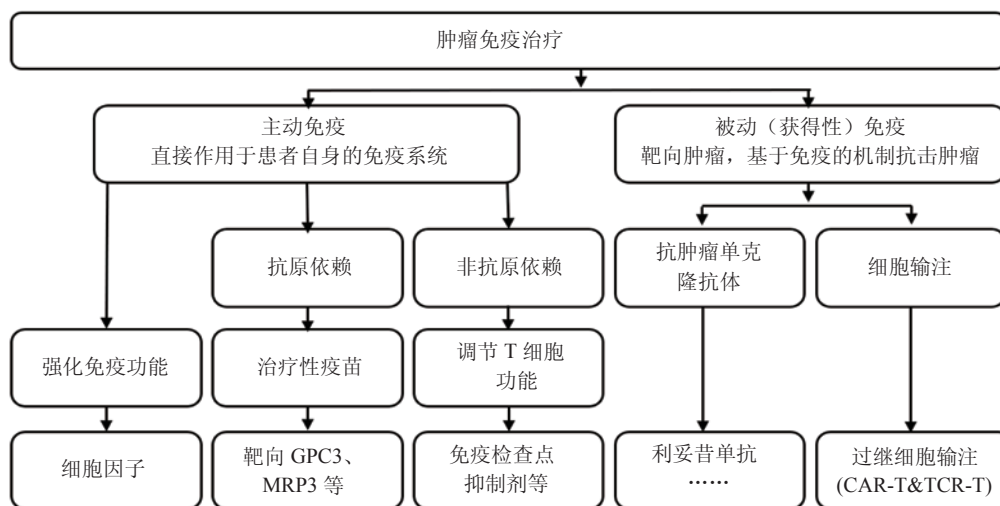 肿瘤免疫治疗
主动免疫
直接作用于患者自身的免疫系统
被动（获得性）免疫
靶向肿瘤，基于免疫的机制抗击肿瘤
抗原依赖
非抗原依赖
抗肿瘤单克
隆抗体
细胞输注
强化免疫功能
治疗性疫苗
调节 T 细胞
功能
细胞因子
靶向 GPC3、
MRP3 等
免疫检查点
抑制剂等
利妥昔单抗
……
过继细胞输注
(CAR-T&TCR-T)